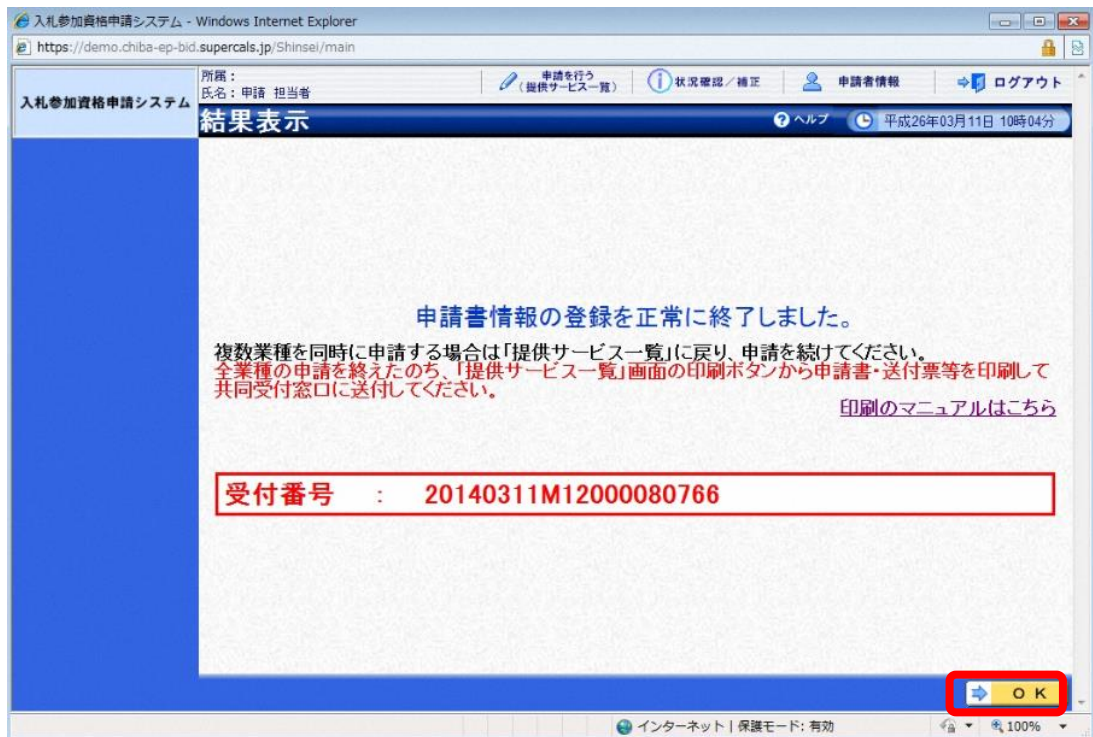 入札参加資格申請システム - Windows Internet Explorer
https://demo.chiba-ep-bid.supercals.jp/Shinsei/main
入札参加資格申請システム
所属：
氏名：申請 担当者
申請を行う
（提供サービス一覧）
状況確認／補正
申請者情報
ログアウト
結果表示
ヘルプ
平成26年03月11日 10時04分
申請書情報の登録を正常に終了しました。
複数業種を同時に申請する場合は「提供サービス一覧」に戻り、申請を続けてください。
全業種の申請を終えたのち、「提供サービス一覧」画面の印刷ボタンから申請書・送付票等を印刷して
共同受付窓口に送付してください。
印刷のマニュアルはこちら
受付番号 ： 20140311M12000080766
ＯＫ
インターネット | 保護モード: 有効
100%